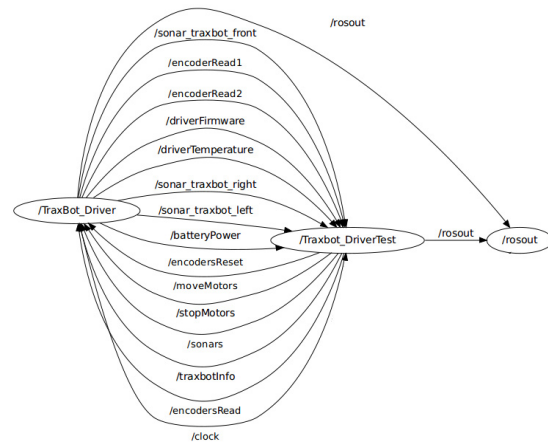 /rosout
/sonar_traxbot_front
/encoderRead1
/encoderRead2
/driverFirmware
/driverTemperature
/sonar_traxbot_right
/TraxBot_Driver
/sonar_traxbot_left
/batteryPower
/Traxbot_DriverTest
/rosout
/rosout
/encodersReset
/moveMotors
/stopMotors
/sonars
/traxbotInfo
/encodersRead
/clock